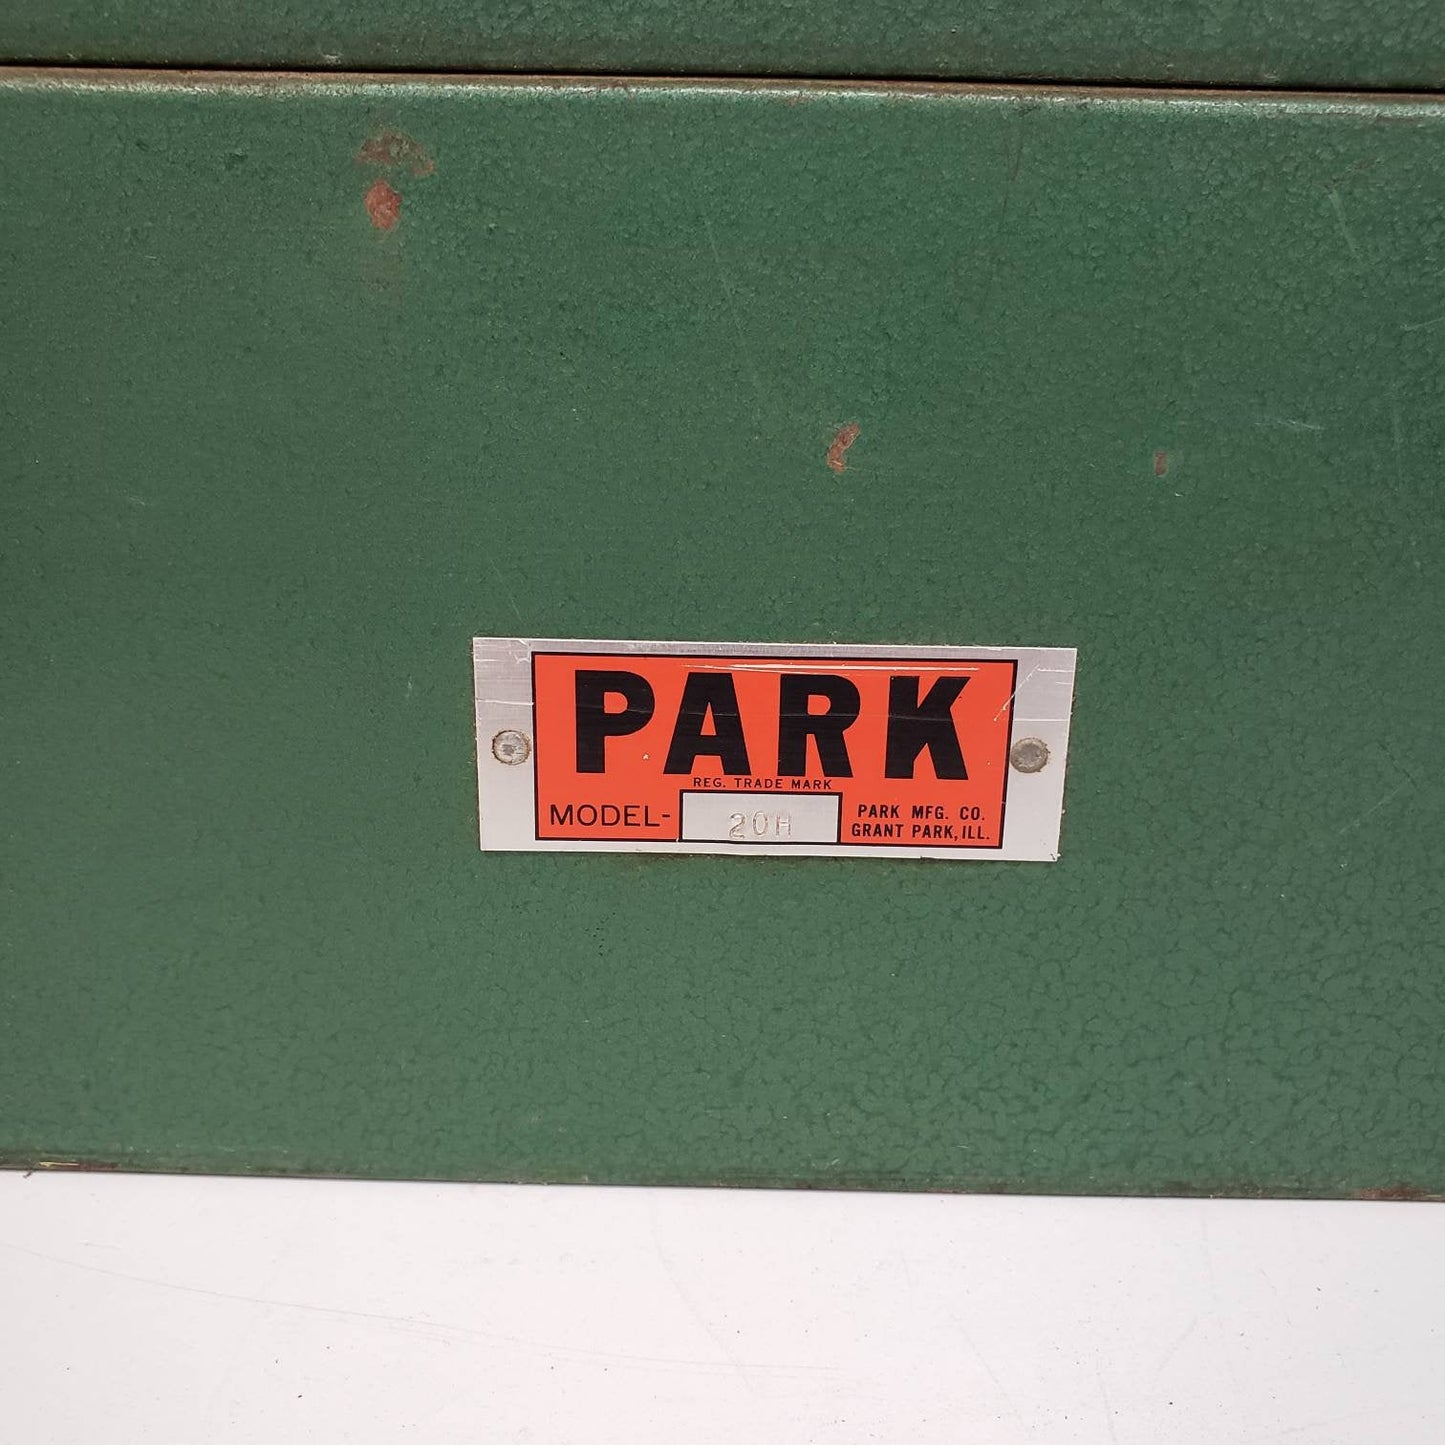 PARK
REG. TRADE MARK
MODEL- 20H
PARK MFG. CO.
GRANT PARK, ILL.